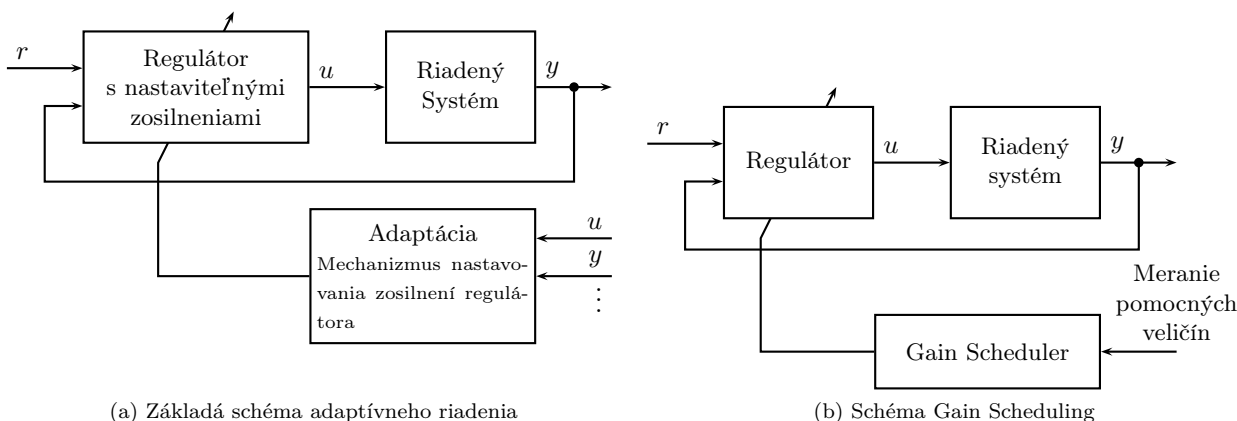 r
Regulátor
s nastaviteľnými
zosilneniami
u
Riadený
Systém
y
Adaptácia
Mechanizmus nastavo-
vania zosilnení regulá-
tora
u
y
⋮
(a) Základá schéma adaptívneho riadenia
r
Regulátor
u
Riadený
systém
y
Gain Scheduler
Meranie
pomocných
veličín
(b) Schéma Gain Scheduling